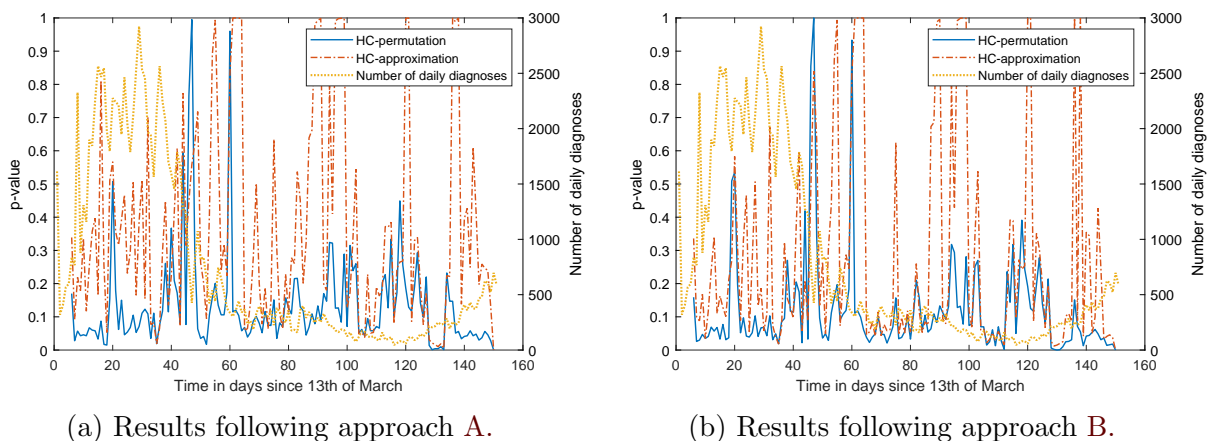 1
0.9
0.8
0.7
0.6
0.5
0.4
0.3
0.2
0.1
0
p-value
3000
2500
2000
1500
1000
500
0
Number of daily diagnoses
HC-permutation
HC-approximation
Number of daily diagnoses
0 20 40 60 80 100 120 140 160
Time in days since 13th of March
(a) Results following approach A.
1
0.9
0.8
0.7
0.6
0.5
0.4
0.3
0.2
0.1
0
p-value
3000
2500
2000
1500
1000
500
0
Number of daily diagnoses
HC-permutation
HC-approximation
Number of daily diagnoses
0 20 40 60 80 100 120 140 160
Time in days since 13th of March
(b) Results following approach B.